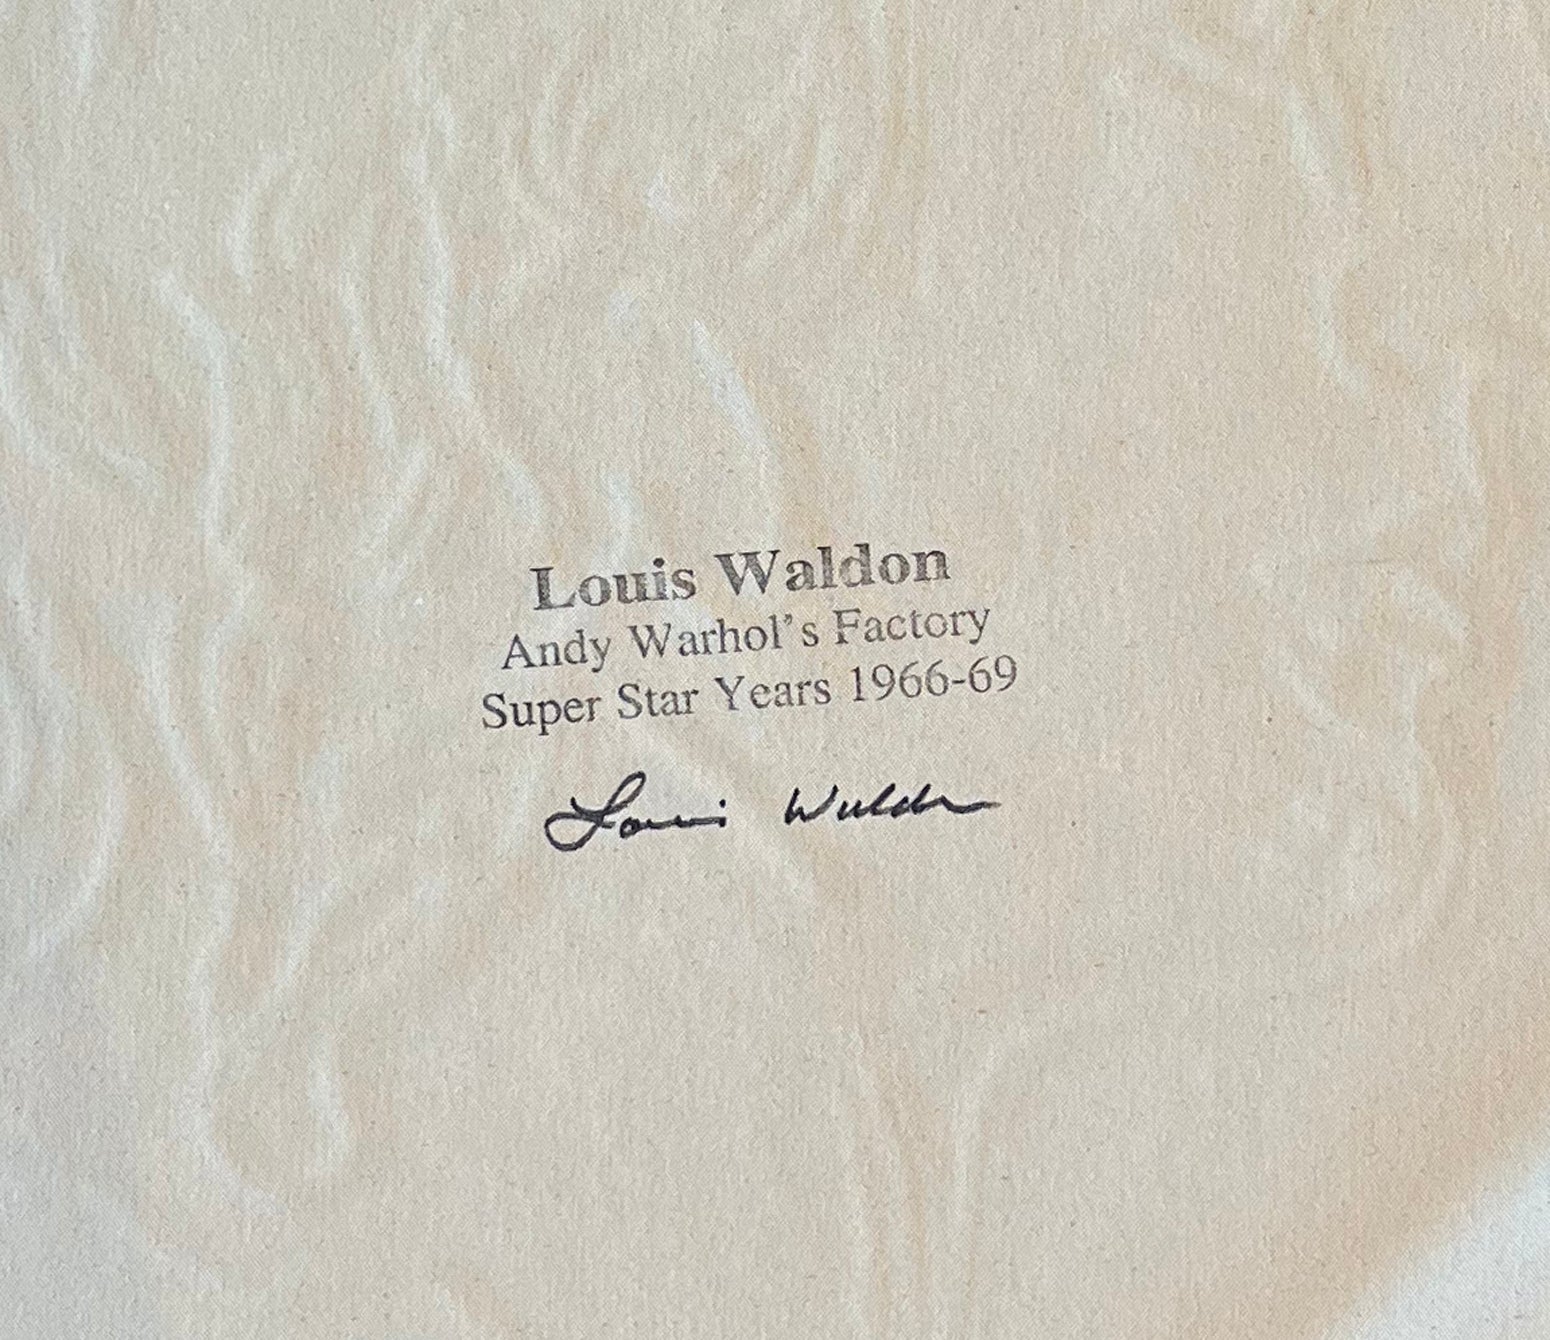 Louis Waldon
Andy Warhol's Factory
Super Star Years 1966-69
Louis Waldon